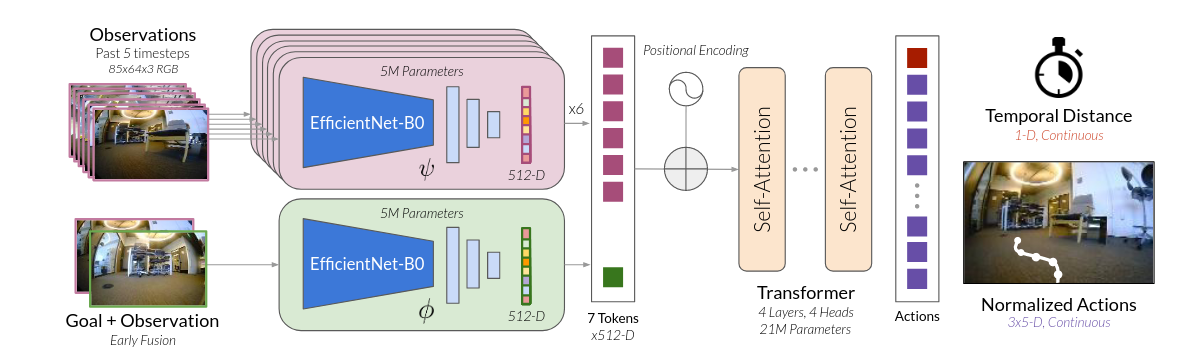 Observations
Past 5 timesteps
85x64x3 RGB
5M Parameters
EfficientNet-B0
ψ
512-D
x6
5M Parameters
EfficientNet-B0
ϕ
512-D
Goal + Observation
Early Fusion
7 Tokens
x512-D
Positional Encoding
Self-Attention
Self-Attention
Transformer
4 Layers, 4 Heads
21M Parameters
Actions
Temporal Distance
1-D, Continuous
Normalized Actions
3x5-D, Continuous